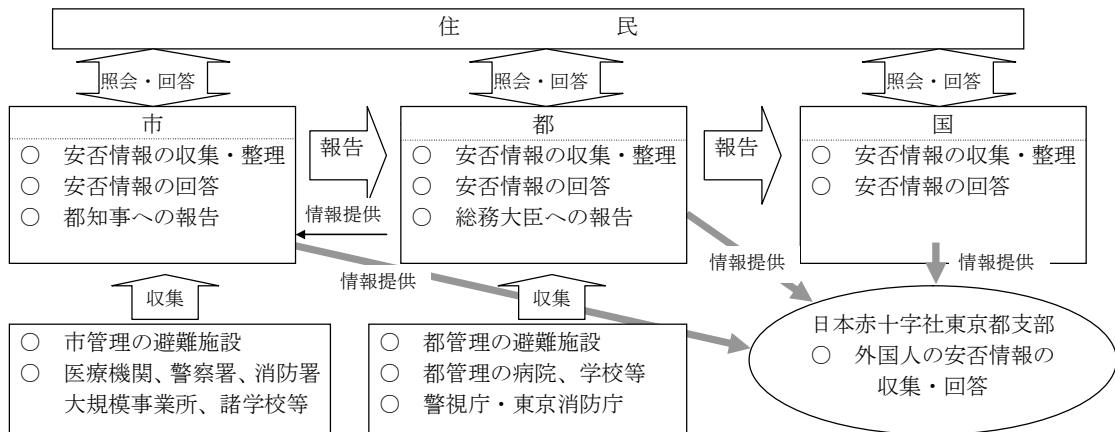 住　　　　　　民
照会・回答
照会・回答
照会・回答
市
○　安否情報の収集・整理
○　安否情報の回答
○　都知事への報告
報告
都
○　安否情報の収集・整理
○　安否情報の回答
○　総務大臣への報告
報告
国
○　安否情報の収集・整理
○　安否情報の回答
情報提供
情報提供
情報提供
情報提供
収集
収集
○　市管理の避難施設
○　医療機関、警察署、消防署
大規模事業所、諸学校等
○　都管理の避難施設
○　都管理の病院、学校等
○　警視庁・東京消防庁
日本赤十字社東京都支部
○　外国人の安否情報の
収集・回答